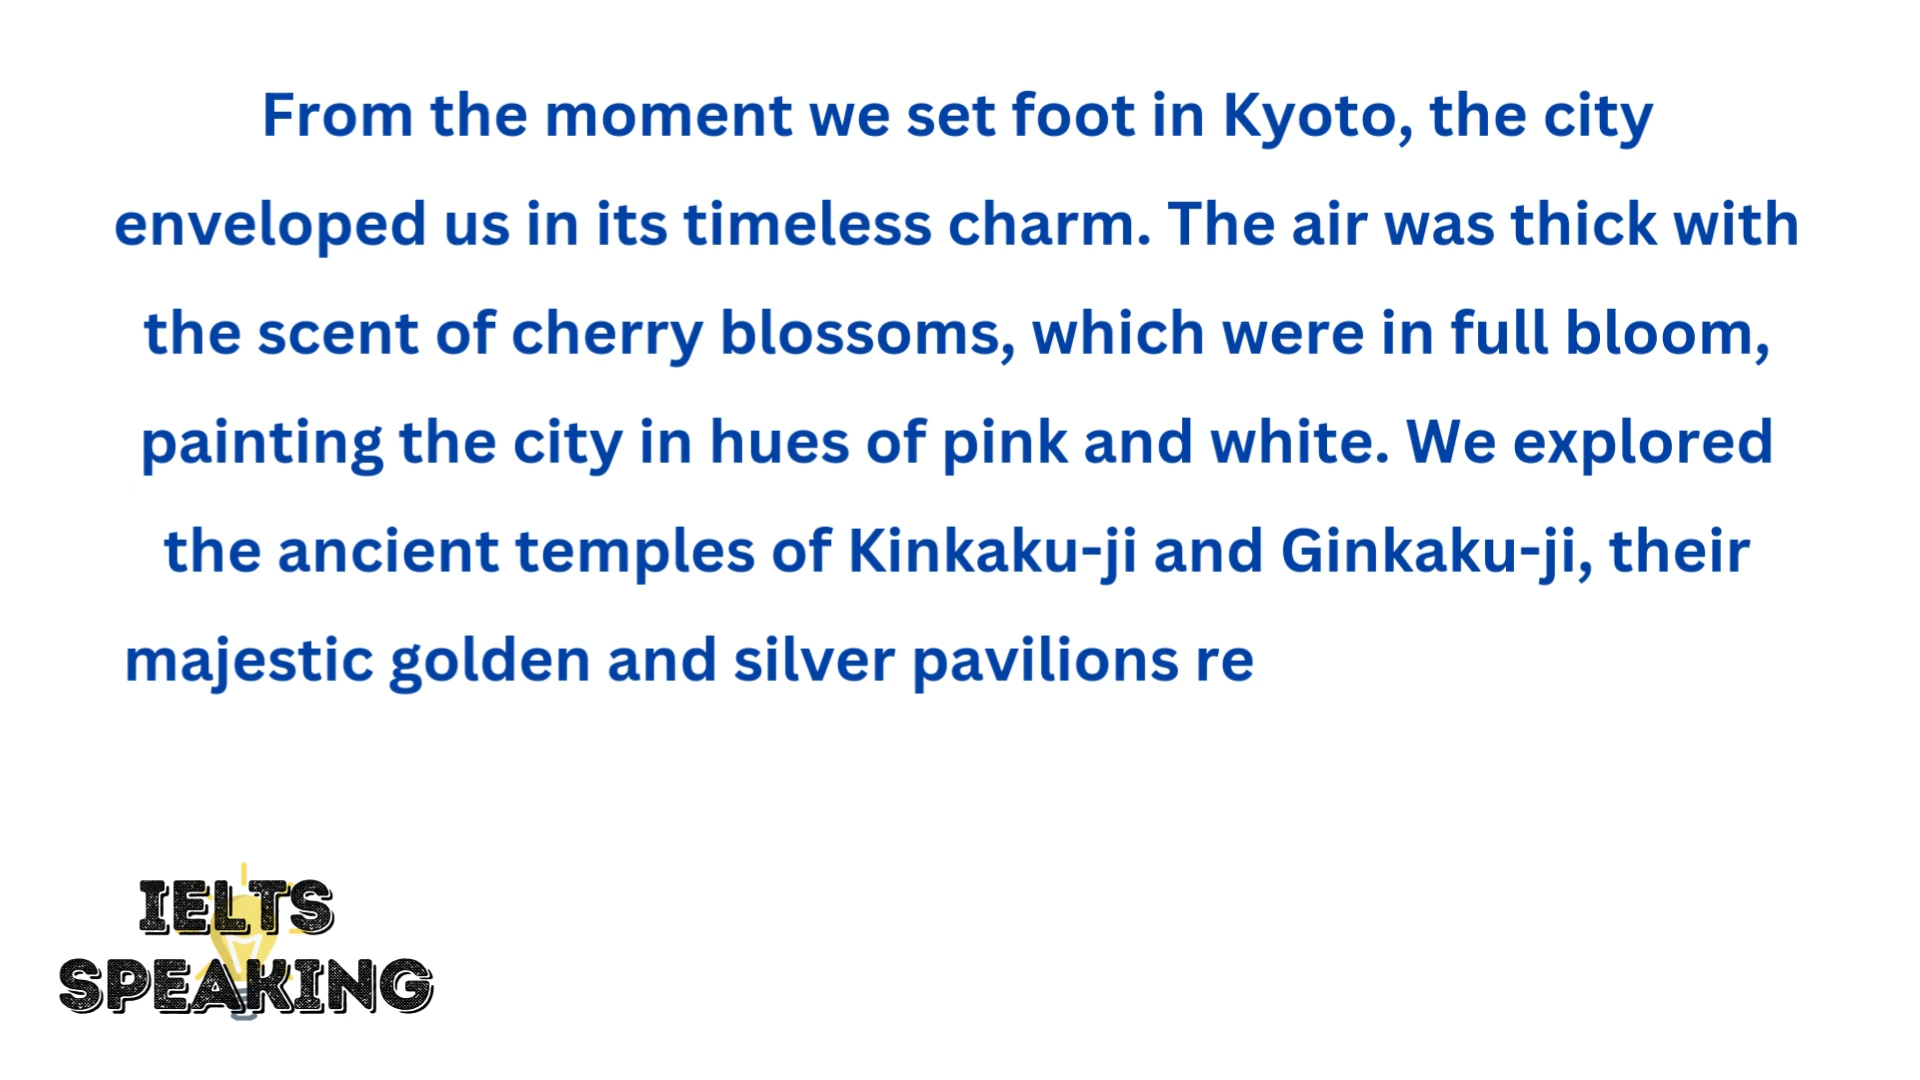 From the moment we set foot in Kyoto, the city
enveloped us in its timeless charm. The air was thick with
the scent of cherry blossoms, which were in full bloom,
painting the city in hues of pink and white. We explored
the ancient temples of Kinkaku-ji and Ginkaku-ji, their
majestic golden and silver pavilions re
IELTS
SPEAKING